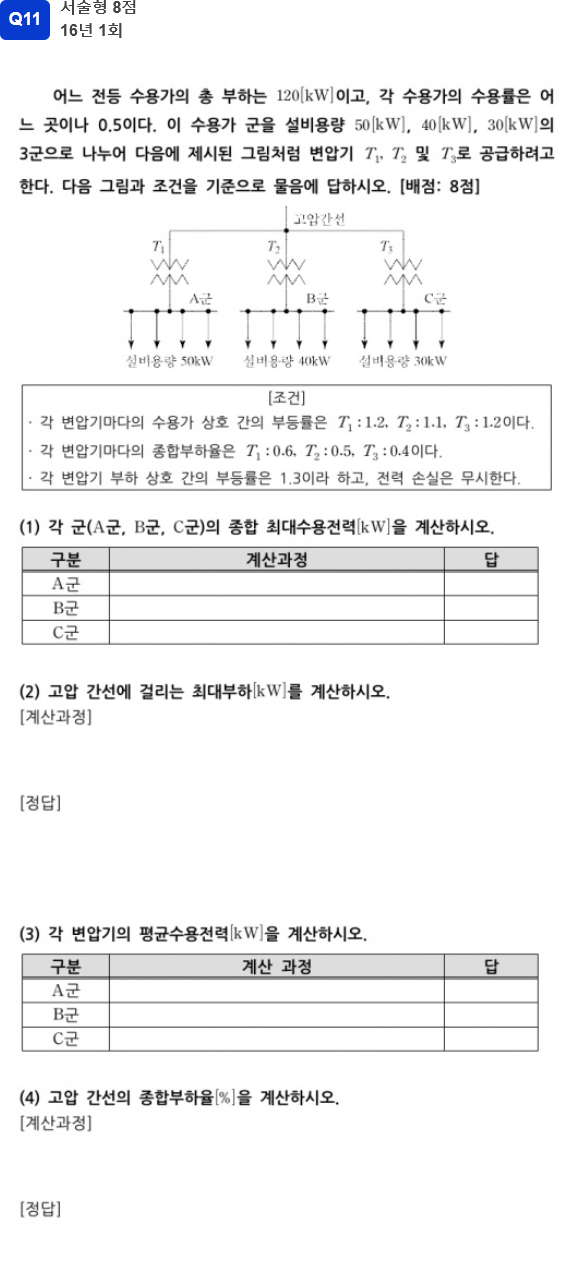 Q11
서술형 8점
16년 1회
어느 전등 수용가의 총 부하는 120[kW]이고, 각 수용가의 수용률은 어
느 곳이나 0.5이다. 이 수용가 군을 설비용량 50[kW], 40[kW], 30[kW]의
3군으로 나누어 다음에 제시된 그림처럼 변압기 T₁, T₂ 및 T₃로 공급하려고
한다. 다음 그림과 조건을 기준으로 물음에 답하시오. [배점: 8점]
고압간선
T₁ T₂ T₃
A군 B군 C군
설비용량 50kW 설비용량 40kW 설비용량 30kW
[조건]
· 각 변압기마다의 수용가 상호 간의 부등률은 T₁ : 1.2, T₂ : 1.1, T₃ : 1.2이다.
· 각 변압기마다의 종합부하율은 T₁ : 0.6, T₂ : 0.5, T₃ : 0.4이다.
· 각 변압기 부하 상호 간의 부등률은 1.3이라 하고, 전력 손실은 무시한다.
(1) 각 군(A군, B군, C군)의 종합 최대수용전력[kW]을 계산하시오.
구분 계산과정 답
A군
B군
C군
(2) 고압 간선에 걸리는 최대부하[kW]를 계산하시오.
[계산과정]
[정답]
(3) 각 변압기의 평균수용전력[kW]을 계산하시오.
구분 계산 과정 답
A군
B군
C군
(4) 고압 간선의 종합부하율[%]을 계산하시오.
[계산과정]
[정답]